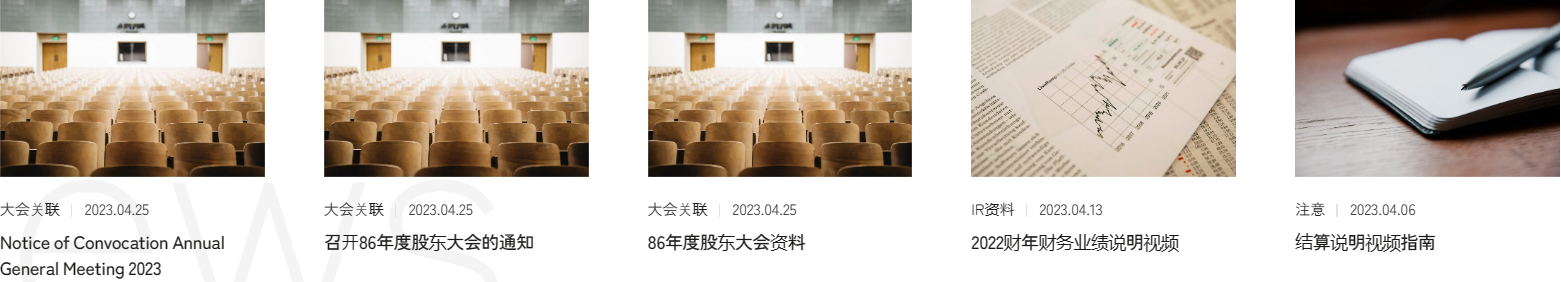 大会关联 2023.04.25
Notice of Convocation Annual
General Meeting 2023
大会关联 2023.04.25
召开86年度股东大会的通知
大会关联 2023.04.25
86年度股东大会资料
IR资料 2023.04.13
2022财年财务业绩说明视频
注意 2023.04.06
结算说明视频指南
ews